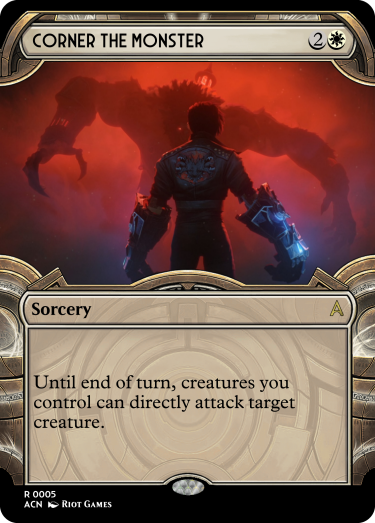 CORNER THE MONSTER 2
Sorcery
Until end of turn, creatures you
control can directly attack target
creature.
R 0005
ACN RIOT GAMES